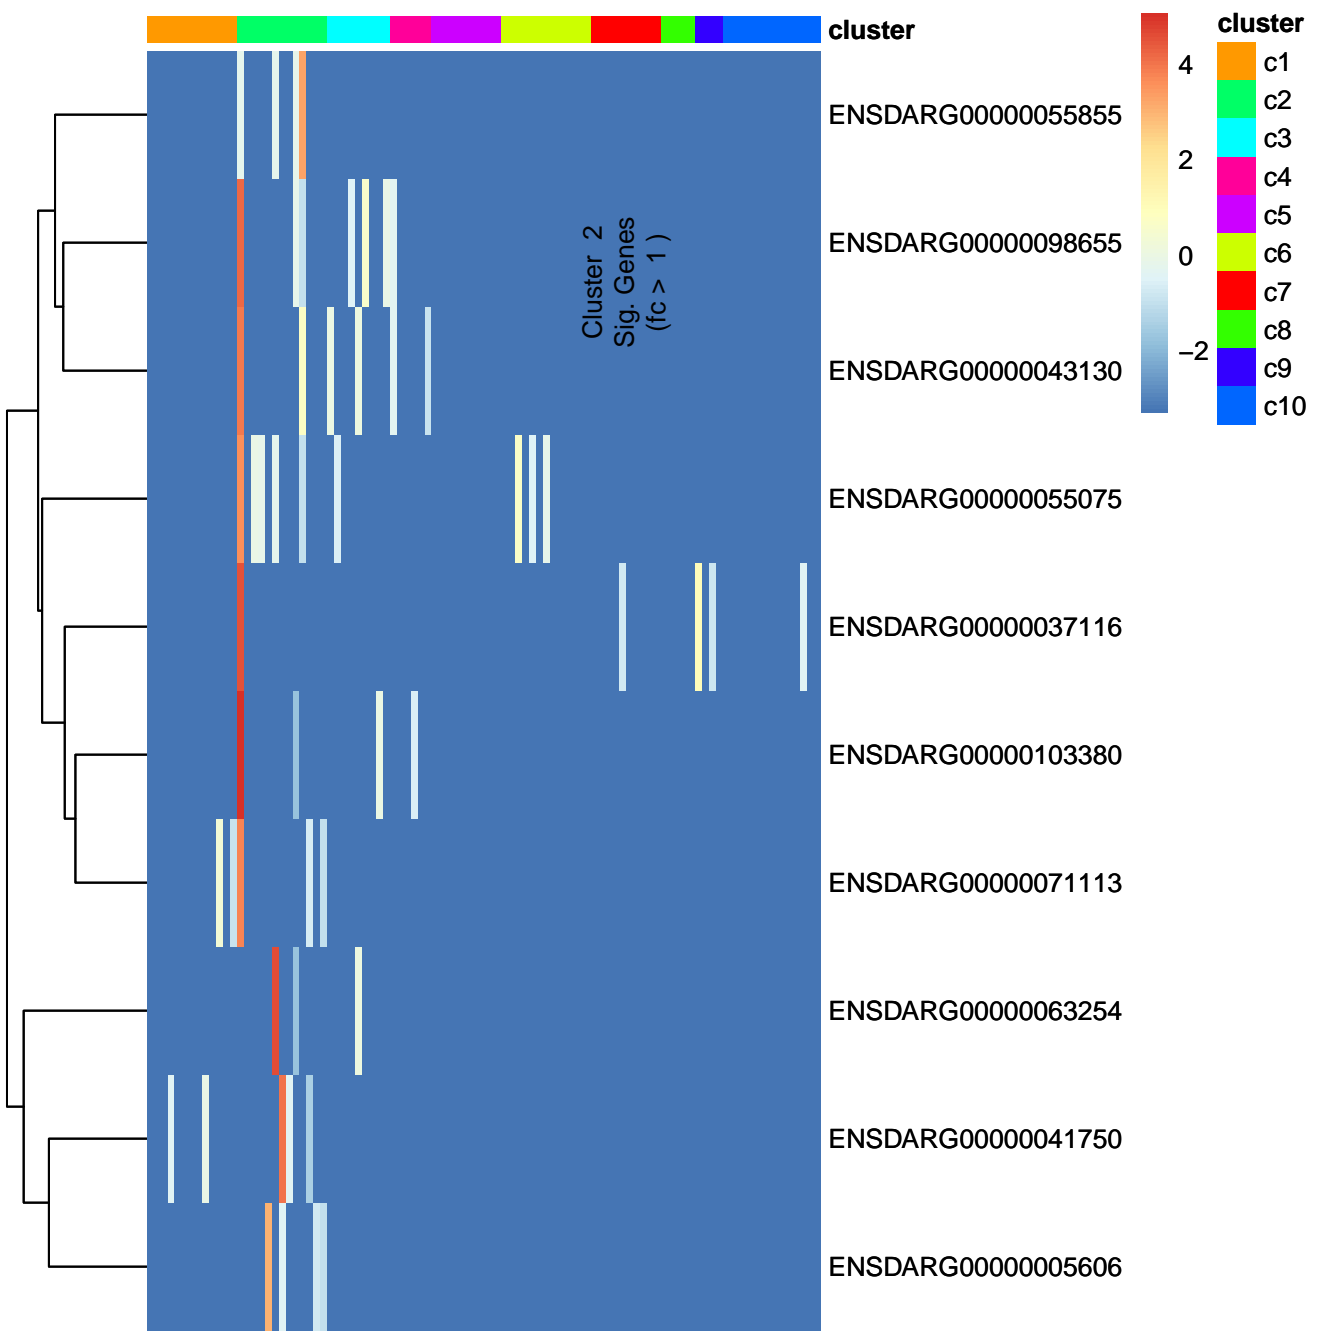 cluster
ENSDARG00000055855
ENSDARG00000098655
ENSDARG00000043130
ENSDARG00000055075
ENSDARG00000037116
ENSDARG00000103380
ENSDARG00000071113
ENSDARG00000063254
ENSDARG00000041750
ENSDARG00000005606
Cluster 2
Sig. Genes
(fc > 1 )
4
2
0
−2
cluster
c1
c2
c3
c4
c5
c6
c7
c8
c9
c10